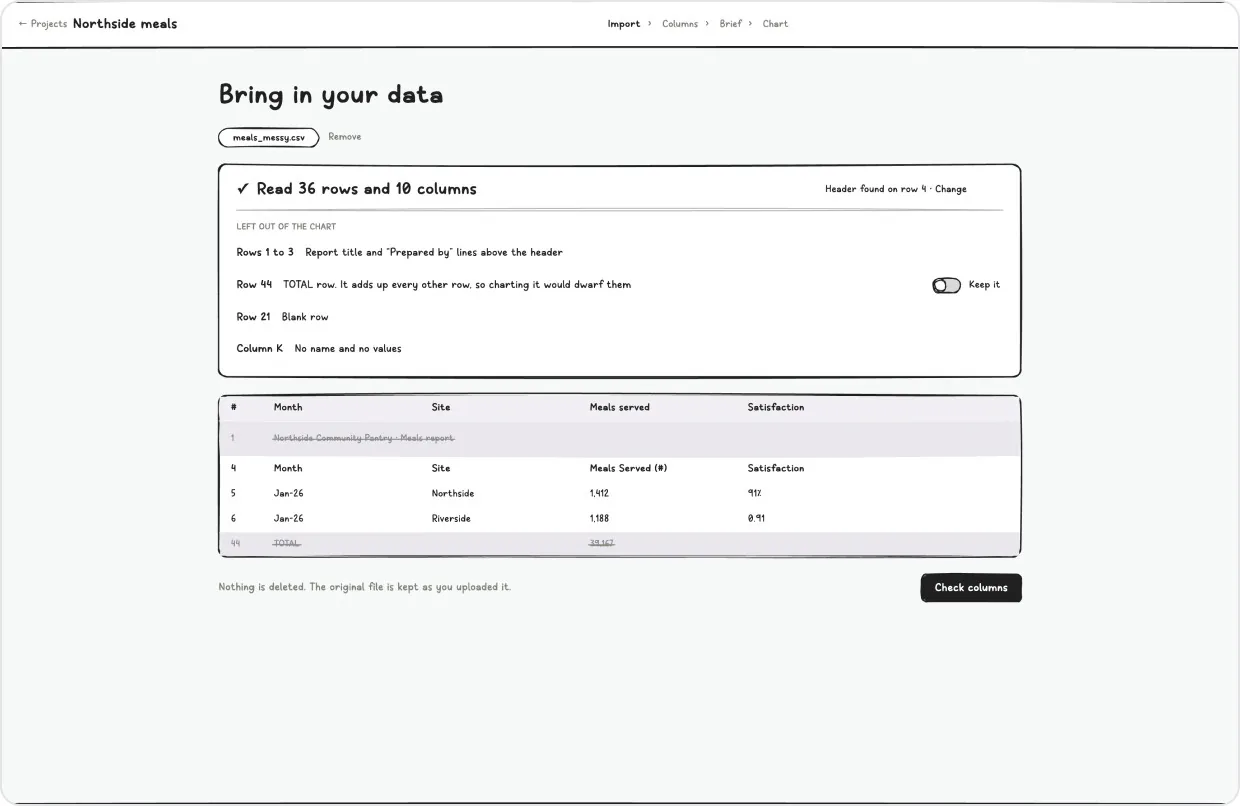 ← Projects Northside meals Import › Columns › Brief › Chart
Bring in your data
meals_messy.csv Remove
✓ Read 36 rows and 10 columns Header found on row 4 · Change
LEFT OUT OF THE CHART
Rows 1 to 3 Report title and "Prepared by" lines above the header
Row 44 TOTAL row. It adds up every other row, so charting it would dwarf them Keep it
Row 21 Blank row
Column K No name and no values
# Month Site Meals served Satisfaction
1 Northside Community Pantry · Meals report
4 Month Site Meals Served (#) Satisfaction
5 Jan-26 Northside 1,412 91%
6 Jan-26 Riverside 1,188 0.91
44 TOTAL 39,167
Nothing is deleted. The original file is kept as you uploaded it. Check columns